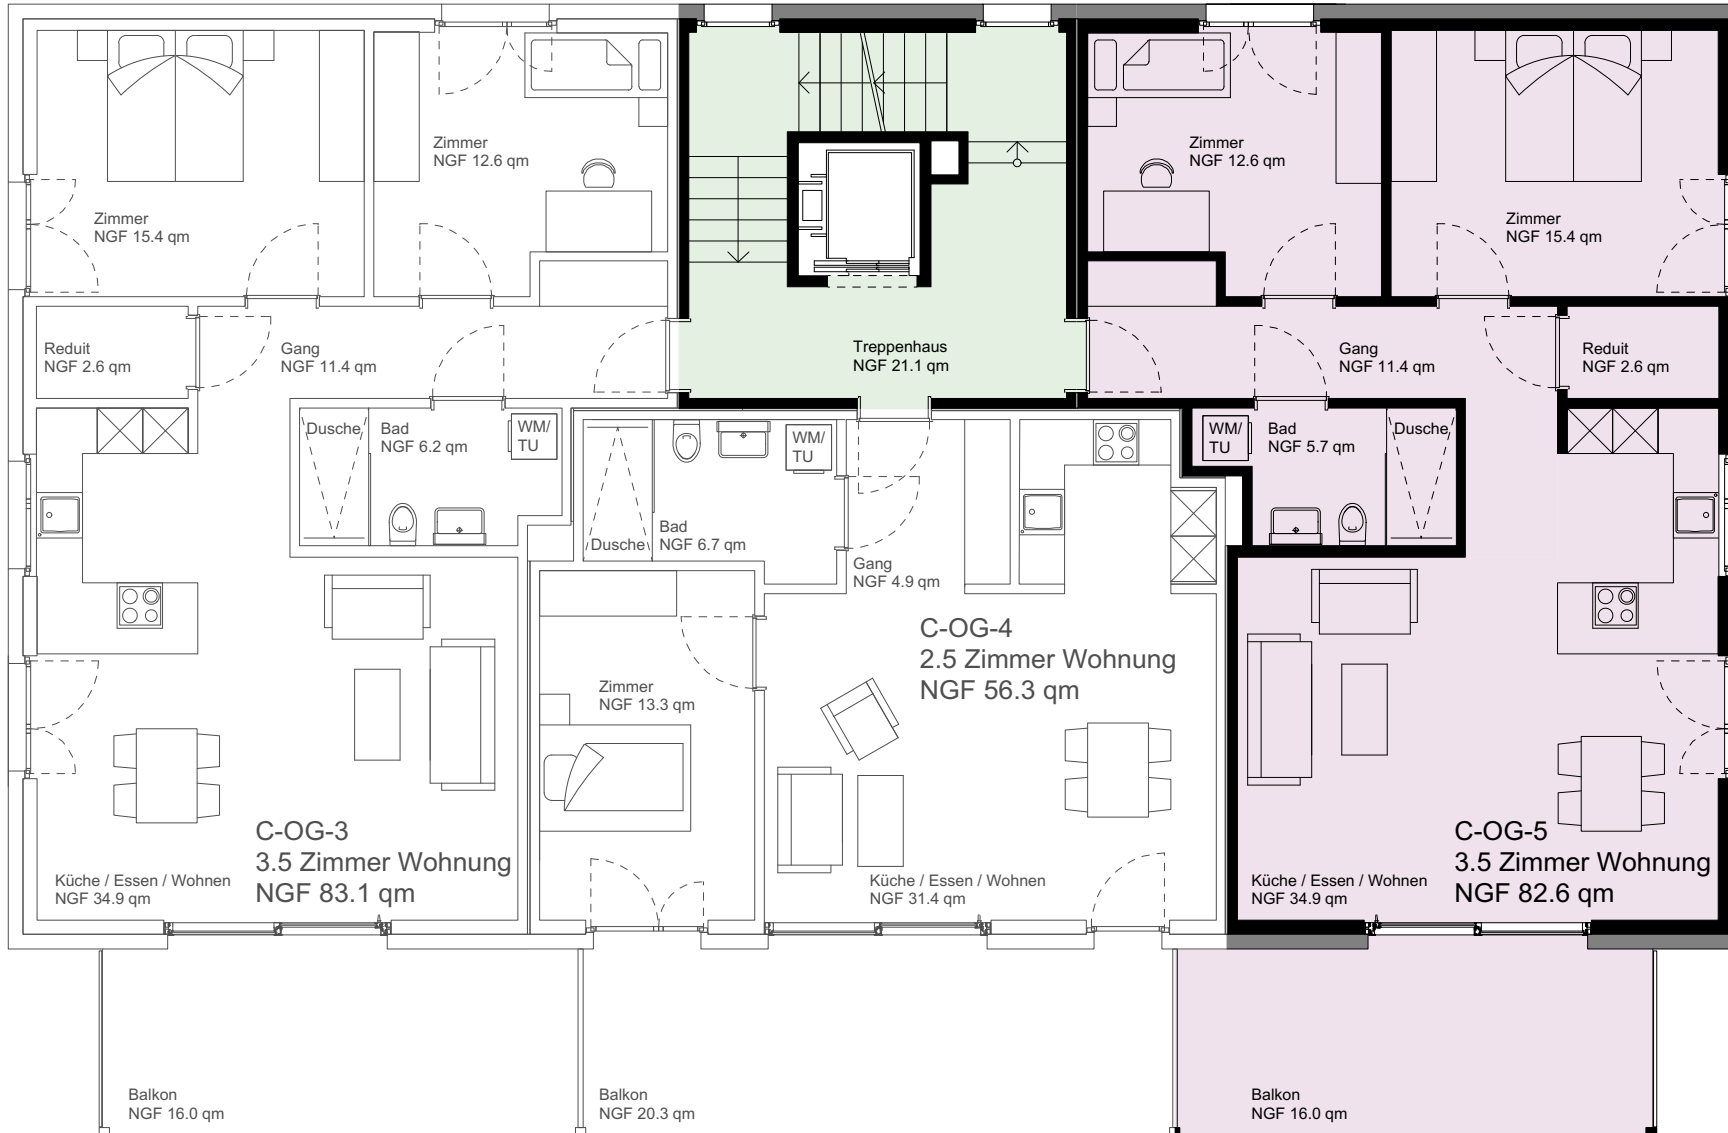 Zimmer
NGF 12.6 qm
Zimmer
NGF 15.4 qm
Reduit
NGF 2.6 qm
Gang
NGF 11.4 qm
Dusche
Bad
NGF 6.2 qm
WM/
TU
C-OG-3
3.5 Zimmer Wohnung
NGF 83.1 qm
Küche / Essen / Wohnen
NGF 34.9 qm
Balkon
NGF 16.0 qm
Treppenhaus
NGF 21.1 qm
WM/
TU
Dusche
Bad
NGF 6.7 qm
Gang
NGF 4.9 qm
C-OG-4
2.5 Zimmer Wohnung
NGF 56.3 qm
Zimmer
NGF 13.3 qm
Küche / Essen / Wohnen
NGF 31.4 qm
Balkon
NGF 20.3 qm
Zimmer
NGF 12.6 qm
Zimmer
NGF 15.4 qm
Gang
NGF 11.4 qm
Reduit
NGF 2.6 qm
WM/
TU
Bad
NGF 5.7 qm
Dusche
C-OG-5
3.5 Zimmer Wohnung
NGF 82.6 qm
Küche / Essen / Wohnen
NGF 34.9 qm
Balkon
NGF 16.0 qm